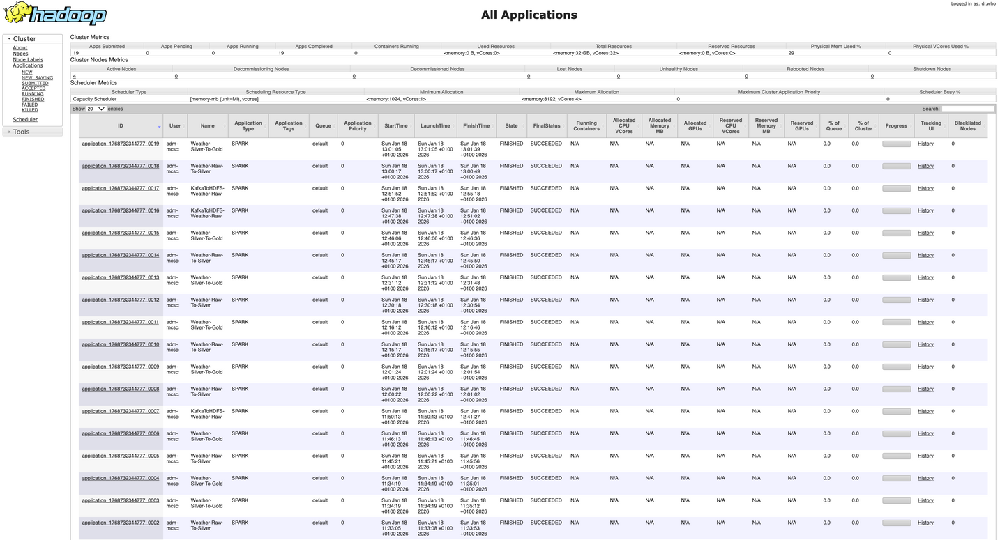 Logged in as: dr.who
hadoop
All Applications
Cluster
About
Nodes
Node Labels
Applications
NEW
NEW_SAVING
SUBMITTED
ACCEPTED
RUNNING
FINISHED
FAILED
KILLED
Scheduler
Tools
Cluster Metrics
Apps Submitted Apps Pending Apps Running Apps Completed Containers Running Used Resources Total Resources Reserved Resources Physical Mem Used % Physical VCores Used %
19 0 0 19 0 <memory:0 B, vCores:0> <memory:32 GB, vCores:32> <memory:0 B, vCores:0> 29 0
Cluster Nodes Metrics
Active Nodes Decommissioning Nodes Decommissioned Nodes Lost Nodes Unhealthy Nodes Rebooted Nodes Shutdown Nodes
4 0 0 0 0 0 0
Scheduler Metrics
Scheduler Type Scheduling Resource Type Minimum Allocation Maximum Allocation Maximum Cluster Application Priority Scheduler Busy %
Capacity Scheduler [memory-mb (unit=Mi), vcores] <memory:1024, vCores:1> <memory:8192, vCores:4> 0 0
Show 20 entries Search:
ID User Name Application Type Application Tags Queue Application Priority StartTime LaunchTime FinishTime State FinalStatus Running Containers Allocated CPU VCores Allocated Memory MB Allocated GPUs Reserved CPU VCores Reserved Memory MB Reserved GPUs % of Queue % of Cluster Progress Tracking UI Blacklisted Nodes
application_1768732344777_0019 adm- Weather- SPARK default 0 Sun Jan 18 Sun Jan 18 Sun Jan 18 FINISHED SUCCEEDED N/A N/A N/A N/A N/A N/A N/A 0.0 0.0 History 0
mcsc Silver-To-Gold 13:01:05 13:01:05 +0100 13:01:39
+0100 2026 2026 +0100 2026
application_1768732344777_0018 adm- Weather-Raw- SPARK default 0 Sun Jan 18 Sun Jan 18 Sun Jan 18 FINISHED SUCCEEDED N/A N/A N/A N/A N/A N/A N/A 0.0 0.0 History 0
mcsc To-Silver 13:00:17 13:00:17 +0100 13:00:49
+0100 2026 2026 +0100 2026
application_1768732344777_0017 adm- KafkaToHDFS- SPARK default 0 Sun Jan 18 Sun Jan 18 Sun Jan 18 FINISHED SUCCEEDED N/A N/A N/A N/A N/A N/A N/A 0.0 0.0 History 0
mcsc Weather-Raw 12:51:52 12:51:52 +0100 12:55:18
+0100 2026 2026 +0100 2026
application_1768732344777_0016 adm- KafkaToHDFS- SPARK default 0 Sun Jan 18 Sun Jan 18 Sun Jan 18 FINISHED SUCCEEDED N/A N/A N/A N/A N/A N/A N/A 0.0 0.0 History 0
mcsc Weather-Raw 12:47:38 12:47:38 +0100 12:51:02
+0100 2026 2026 +0100 2026
application_1768732344777_0015 adm- Weather- SPARK default 0 Sun Jan 18 Sun Jan 18 Sun Jan 18 FINISHED SUCCEEDED N/A N/A N/A N/A N/A N/A N/A 0.0 0.0 History 0
mcsc Silver-To-Gold 12:46:06 12:46:06 +0100 12:46:36
+0100 2026 2026 +0100 2026
application_1768732344777_0014 adm- Weather-Raw- SPARK default 0 Sun Jan 18 Sun Jan 18 Sun Jan 18 FINISHED SUCCEEDED N/A N/A N/A N/A N/A N/A N/A 0.0 0.0 History 0
mcsc To-Silver 12:45:17 12:45:17 +0100 12:45:50
+0100 2026 2026 +0100 2026
application_1768732344777_0013 adm- Weather- SPARK default 0 Sun Jan 18 Sun Jan 18 Sun Jan 18 FINISHED SUCCEEDED N/A N/A N/A N/A N/A N/A N/A 0.0 0.0 History 0
mcsc Silver-To-Gold 12:31:12 12:31:12 +0100 12:31:48
+0100 2026 2026 +0100 2026
application_1768732344777_0012 adm- Weather-Raw- SPARK default 0 Sun Jan 18 Sun Jan 18 Sun Jan 18 FINISHED SUCCEEDED N/A N/A N/A N/A N/A N/A N/A 0.0 0.0 History 0
mcsc To-Silver 12:30:18 12:30:18 +0100 12:30:54
+0100 2026 2026 +0100 2026
application_1768732344777_0011 adm- Weather- SPARK default 0 Sun Jan 18 Sun Jan 18 Sun Jan 18 FINISHED SUCCEEDED N/A N/A N/A N/A N/A N/A N/A 0.0 0.0 History 0
mcsc Silver-To-Gold 12:16:12 12:16:12 +0100 12:16:46
+0100 2026 2026 +0100 2026
application_1768732344777_0010 adm- Weather-Raw- SPARK default 0 Sun Jan 18 Sun Jan 18 Sun Jan 18 FINISHED SUCCEEDED N/A N/A N/A N/A N/A N/A N/A 0.0 0.0 History 0
mcsc To-Silver 12:15:17 12:15:17 +0100 12:15:55
+0100 2026 2026 +0100 2026
application_1768732344777_0009 adm- Weather- SPARK default 0 Sun Jan 18 Sun Jan 18 Sun Jan 18 FINISHED SUCCEEDED N/A N/A N/A N/A N/A N/A N/A 0.0 0.0 History 0
mcsc Silver-To-Gold 12:01:24 12:01:24 +0100 12:01:54
+0100 2026 2026 +0100 2026
application_1768732344777_0008 adm- Weather-Raw- SPARK default 0 Sun Jan 18 Sun Jan 18 Sun Jan 18 FINISHED SUCCEEDED N/A N/A N/A N/A N/A N/A N/A 0.0 0.0 History 0
mcsc To-Silver 12:00:22 12:00:22 +0100 12:01:02
+0100 2026 2026 +0100 2026
application_1768732344777_0007 adm- KafkaToHDFS- SPARK default 0 Sun Jan 18 Sun Jan 18 Sun Jan 18 FINISHED SUCCEEDED N/A N/A N/A N/A N/A N/A N/A 0.0 0.0 History 0
mcsc Weather-Raw 11:50:13 11:50:13 +0100 12:41:27
+0100 2026 2026 +0100 2026
application_1768732344777_0006 adm- Weather- SPARK default 0 Sun Jan 18 Sun Jan 18 Sun Jan 18 FINISHED SUCCEEDED N/A N/A N/A N/A N/A N/A N/A 0.0 0.0 History 0
mcsc Silver-To-Gold 11:46:13 11:46:13 +0100 11:46:45
+0100 2026 2026 +0100 2026
application_1768732344777_0005 adm- Weather-Raw- SPARK default 0 Sun Jan 18 Sun Jan 18 Sun Jan 18 FINISHED SUCCEEDED N/A N/A N/A N/A N/A N/A N/A 0.0 0.0 History 0
mcsc To-Silver 11:45:21 11:45:21 +0100 11:45:56
+0100 2026 2026 +0100 2026
application_1768732344777_0004 adm- Weather- SPARK default 0 Sun Jan 18 Sun Jan 18 Sun Jan 18 FINISHED SUCCEEDED N/A N/A N/A N/A N/A N/A N/A 0.0 0.0 History 0
mcsc Silver-To-Gold 11:34:19 11:34:19 +0100 11:35:01
+0100 2026 2026 +0100 2026
application_1768732344777_0003 adm- Weather- SPARK default 0 Sun Jan 18 Sun Jan 18 Sun Jan 18 FINISHED SUCCEEDED N/A N/A N/A N/A N/A N/A N/A 0.0 0.0 History 0
mcsc Silver-To-Gold 11:34:19 11:34:19 +0100 11:35:12
+0100 2026 2026 +0100 2026
application_1768732344777_0002 adm- Weather-Raw- SPARK default 0 Sun Jan 18 Sun Jan 18 Sun Jan 18 FINISHED SUCCEEDED N/A N/A N/A N/A N/A N/A N/A 0.0 0.0 History 0
mcsc To-Silver 11:33:05 11:33:08 +0100 11:33:53
+0100 2026 2026 +0100 2026